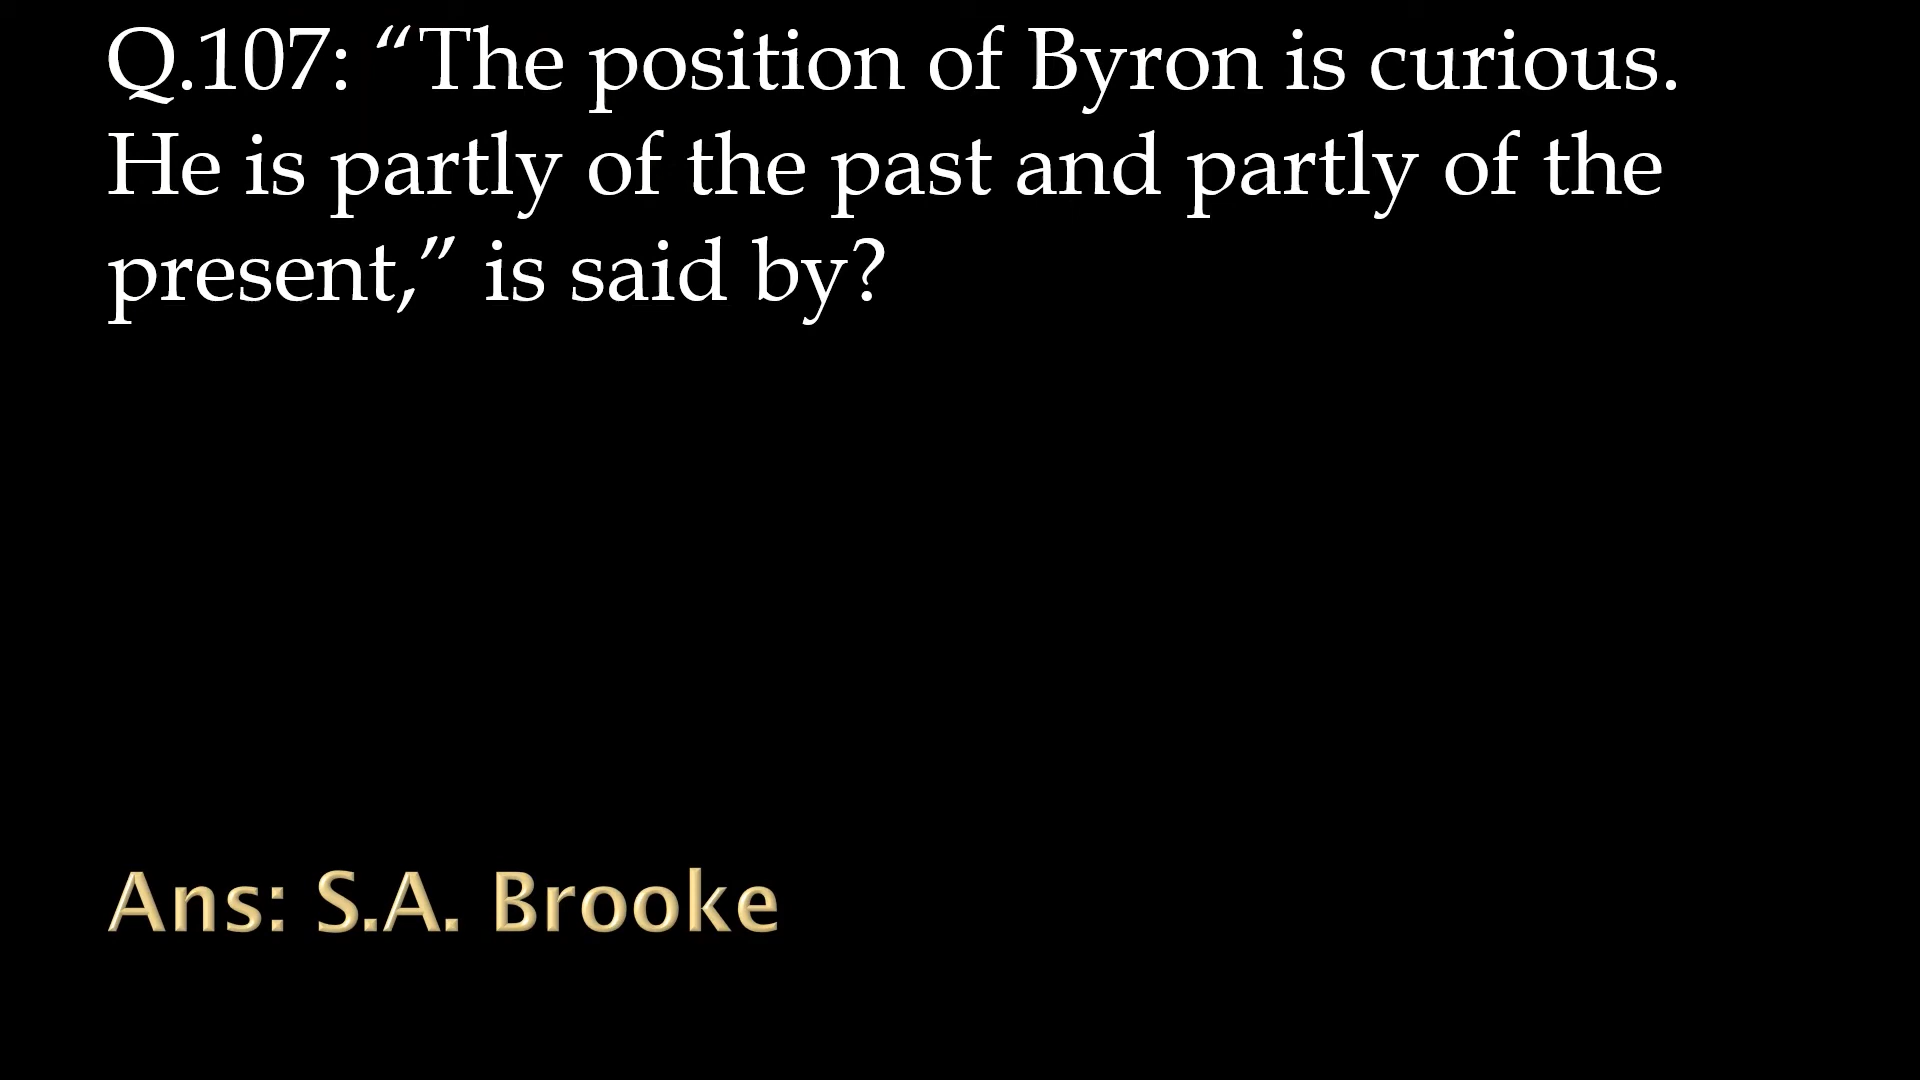 Q.107: “The position of Byron is curious.
He is partly of the past and partly of the
present,” is said by?
Ans: S.A. Brooke